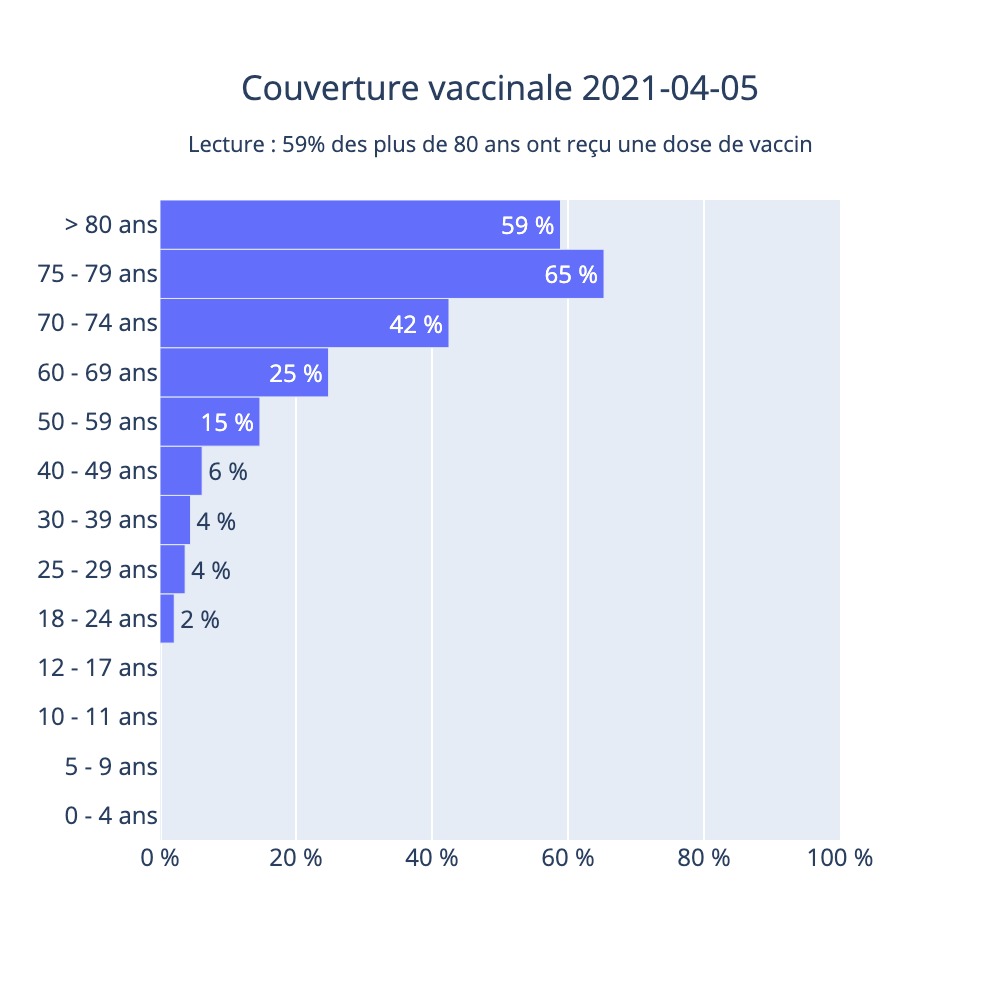 Couverture vaccinale 2021-04-05
Lecture : 59% des plus de 80 ans ont reçu une dose de vaccin
> 80 ans 59 %
75 - 79 ans 65 %
70 - 74 ans 42 %
60 - 69 ans 25 %
50 - 59 ans 15 %
40 - 49 ans 6 %
30 - 39 ans 4 %
25 - 29 ans 4 %
18 - 24 ans 2 %
12 - 17 ans
10 - 11 ans
5 - 9 ans
0 - 4 ans
0 % 20 % 40 % 60 % 80 % 100 %